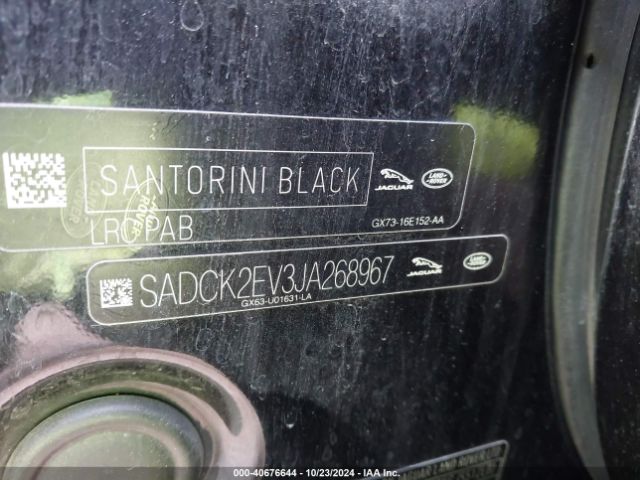 SANTORINI BLACK
JAGUAR
LAND ROVER
LRC PAB
GX73-16E152-AA
SADCK2EV3JA268967
JAGUAR
LAND ROVER
GX63-U01631-LA
000-40676644 | 10/23/2024 - IAA Inc.